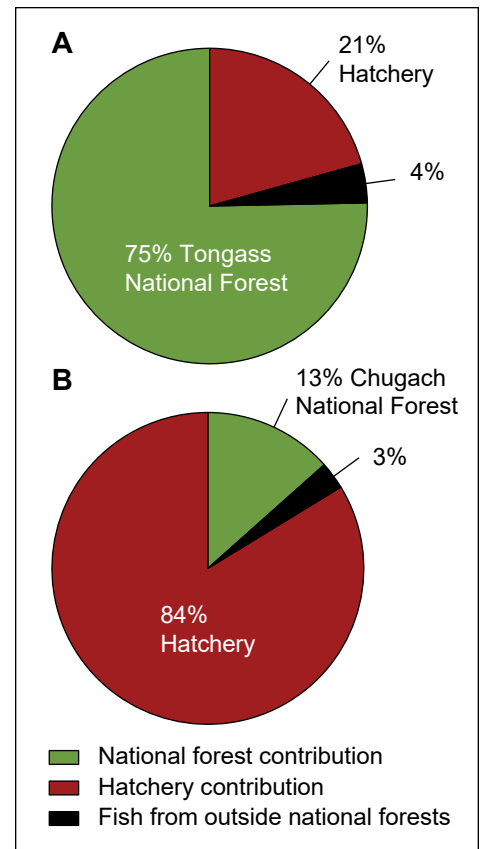 A
21%
Hatchery
4%
75% Tongass
National Forest
B
13% Chugach
National Forest
3%
84%
Hatchery
National forest contribution
Hatchery contribution
Fish from outside national forests